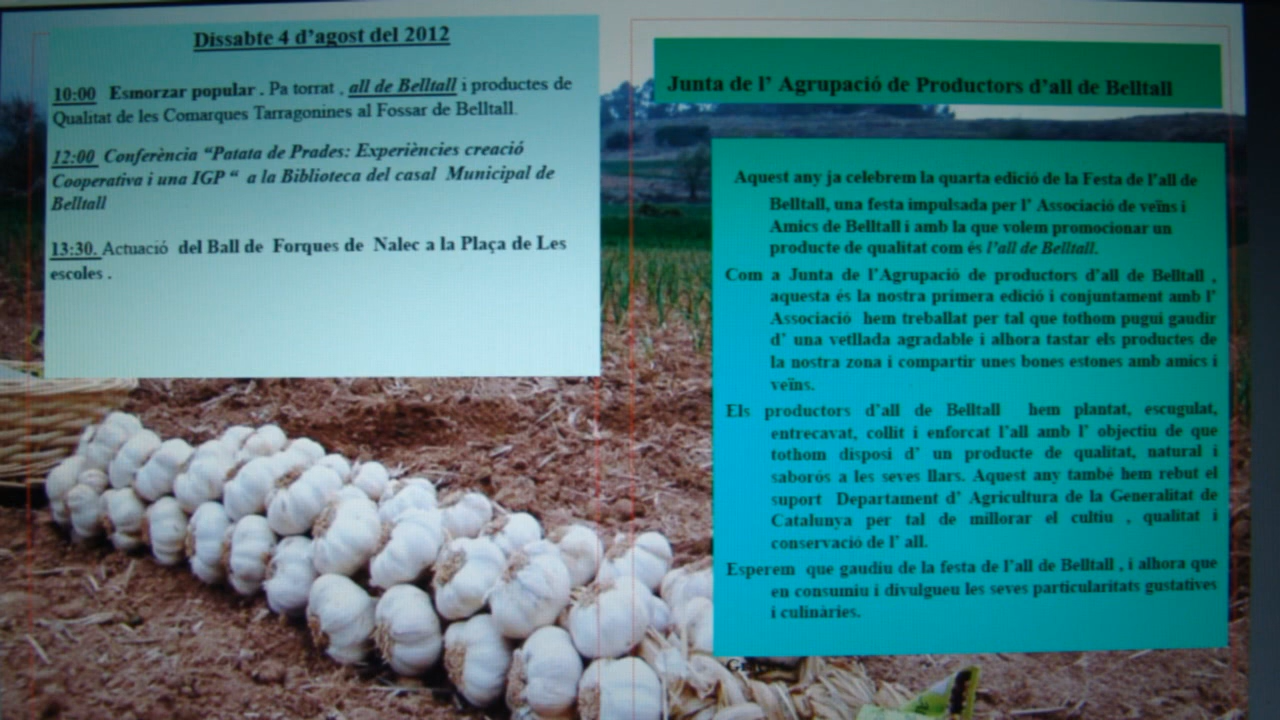 Dissabte 4 d’agost del 2012
10:00 Esmorzar popular . Pa torrat , all de Belltall i productes de
Qualitat de les Comarques Tarragonines al Fossar de Belltall.
12:00 Conferència “Patata de Prades: Experiències creació
Cooperativa i una IGP “ a la Biblioteca del casal Municipal de
Belltall
13:30. Actuació del Ball de Forques de Nalec a la Plaça de Les
escoles .
Junta de l’ Agrupació de Productors d’all de Belltall
Aquest any ja celebrem la quarta edició de la Festa de l’all de
Belltall, una festa impulsada per l’ Associació de veïns i
Amics de Belltall i amb la que volem promocionar un
producte de qualitat com és l’all de Belltall.
Com a Junta de l’Agrupació de productors d’all de Belltall ,
aquesta és la nostra primera edició i conjuntament amb l’
Associació hem treballat per tal que tothom pugui gaudir
d’ una vetllada agradable i alhora tastar els productes de
la nostra zona i compartir unes bones estones amb amics i
veïns.
Els productors d’all de Belltall hem plantat, escugulat,
entrecavat, collit i enforcat l’all amb l’ objectiu de que
tothom disposi d’ un producte de qualitat, natural i
saborós a les seves llars. Aquest any també hem rebut el
suport Departament d’ Agricultura de la Generalitat de
Catalunya per tal de millorar el cultiu , qualitat i
conservació de l’ all.
Esperem que gaudiu de la festa de l’all de Belltall , i alhora que
en consumiu i divulgueu les seves particularitats gustatives
i culinàries.